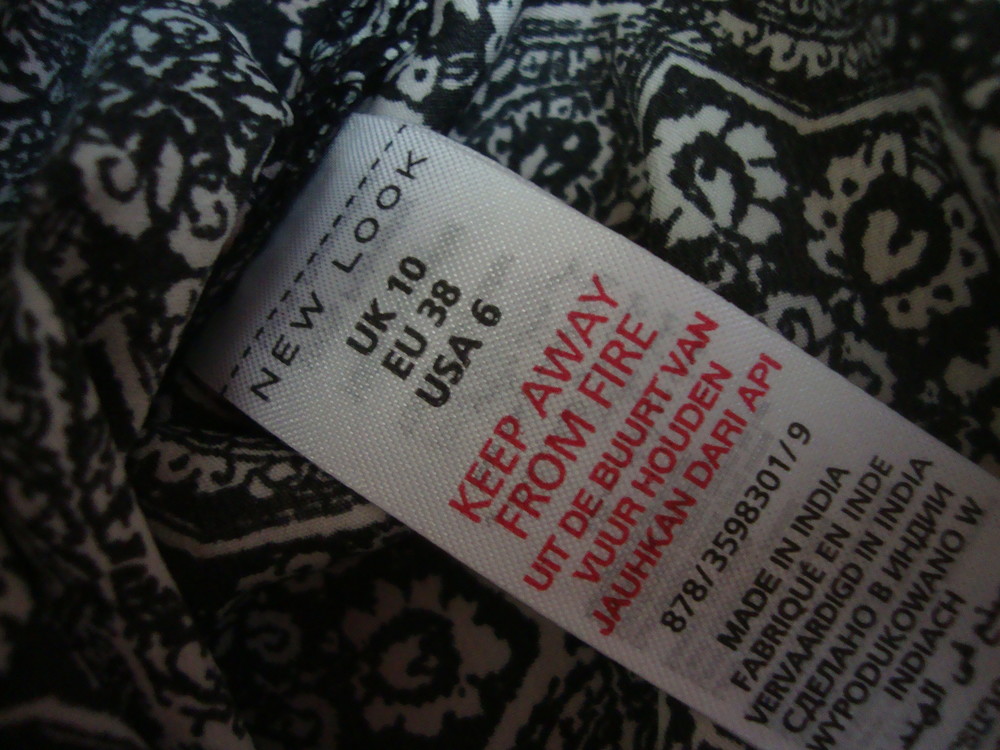 NEW LOOK
UK 10
EU 38
USA 6
KEEP AWAY
FROM FIRE
UIT DE BUURT VAN
VUUR HOUDEN
JAUHKAN DARI API
878/3598301/9
MADE IN INDIA
FABRIQUÉ EN INDE
VERVAARDIGD IN INDIA
СДЕЛАНО В ИНДИИ
WYPRODUKOWANO W
INDIACH